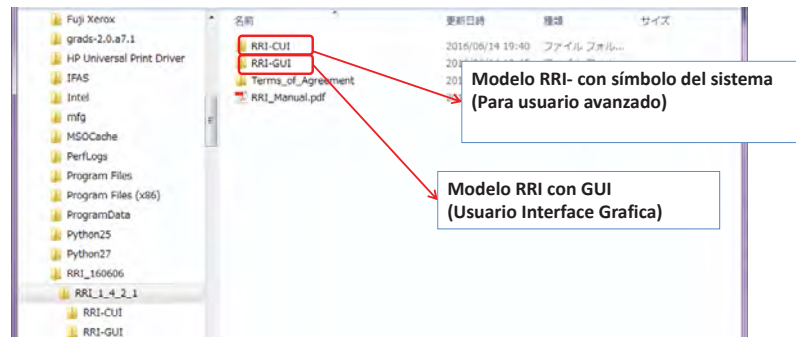 Fuji Xerox
grads-2.0.a7.1
HP Universal Print Driver
IFAS
Intel
mfg
MSOCache
PerfLogs
Program Files
Program Files (x86)
ProgramData
Python25
Python27
RRI_160606
RRI_1_4_2_1
RRI-CUI
RRI-GUI
名前 更新日時 種類 サイズ
RRI-CUI 2016/06/14 19:40 ファイル フォル...
RRI-GUI
Terms_of_Agreement
RRI_Manual.pdf
Modelo RRI- con símbolo del sistema
(Para usuario avanzado)
Modelo RRI con GUI
(Usuario Interface Grafica)